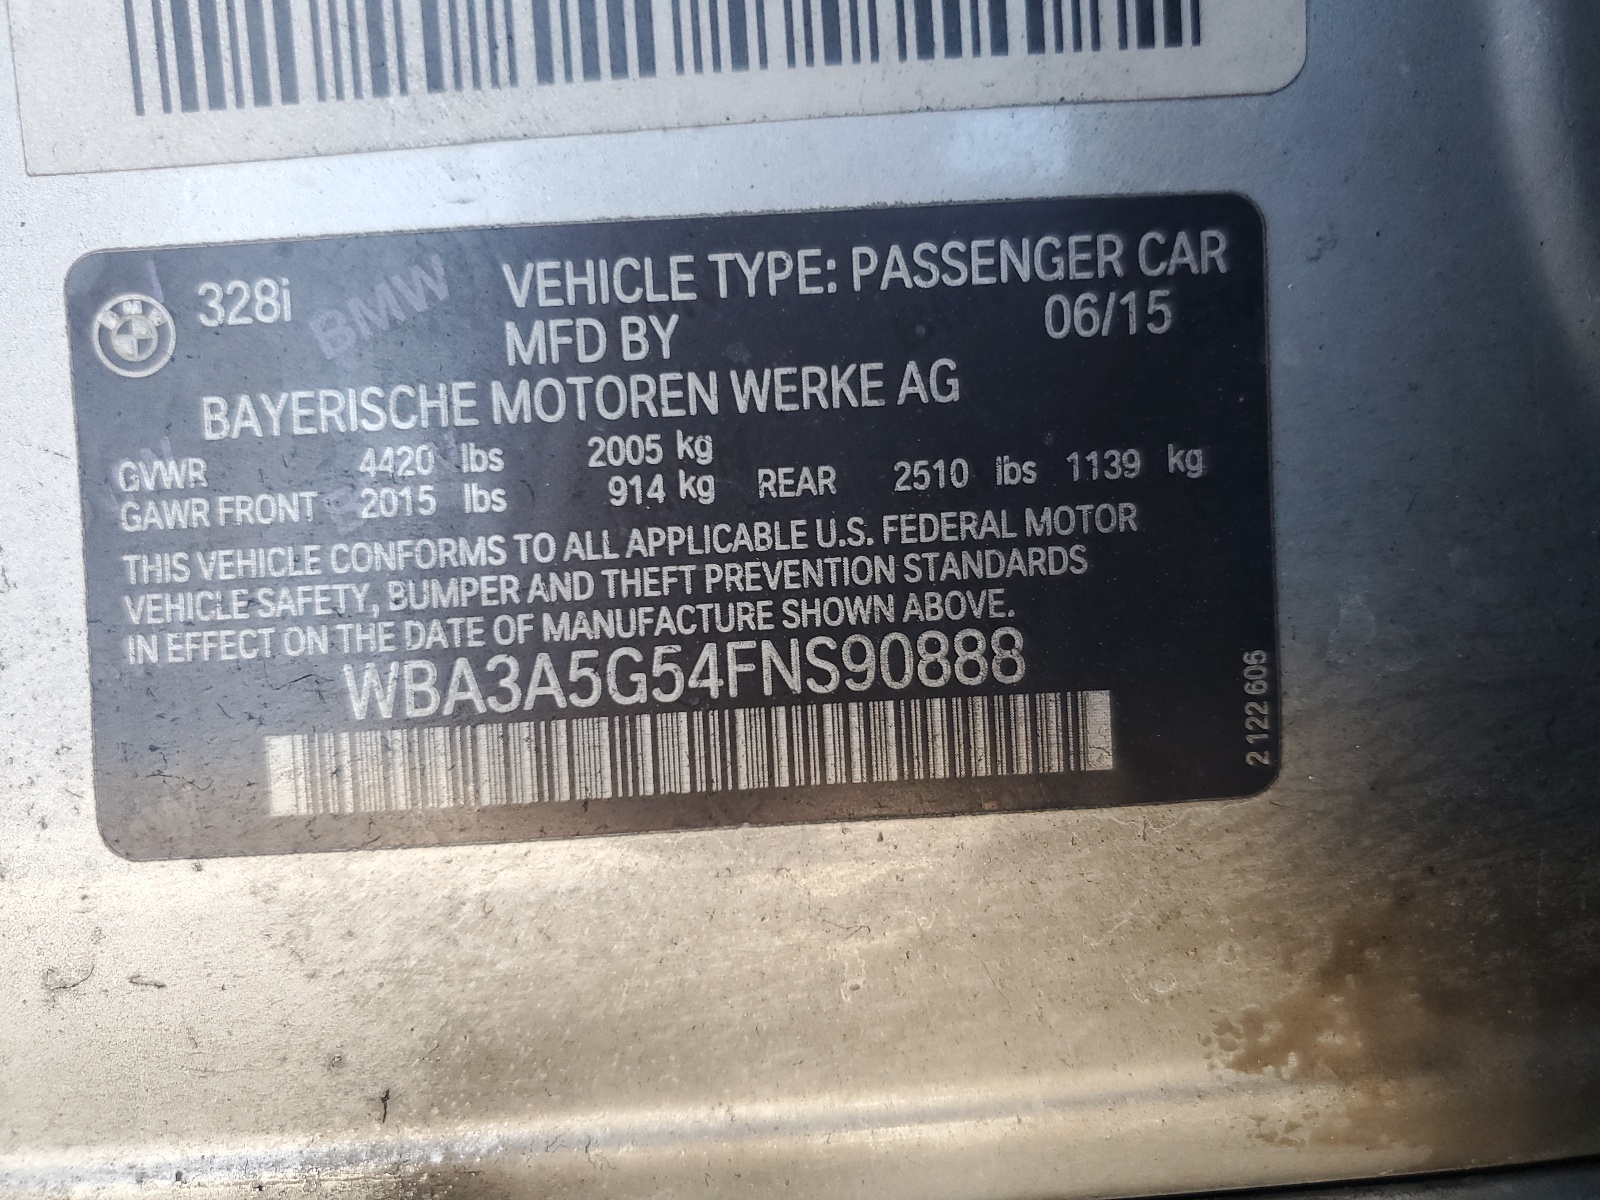 328i VEHICLE TYPE: PASSENGER CAR
MFD BY 06/15
BAYERISCHE MOTOREN WERKE AG
GVWR 4420 lbs 2005 kg
GAWR FRONT 2015 lbs 914 kg REAR 2510 lbs 1139 kg
THIS VEHICLE CONFORMS TO ALL APPLICABLE U.S. FEDERAL MOTOR
VEHICLE SAFETY, BUMPER AND THEFT PREVENTION STANDARDS
IN EFFECT ON THE DATE OF MANUFACTURE SHOWN ABOVE.
WBA3A5G54FNS90888
2 122 606
BMW
BMW